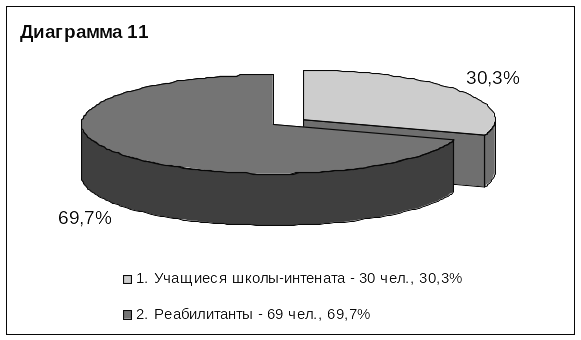 Диаграмма 11
30,3%
69,7%
1. Учащиеся школы-интената - 30 чел., 30,3%
2. Реабилитанты - 69 чел., 69,7%